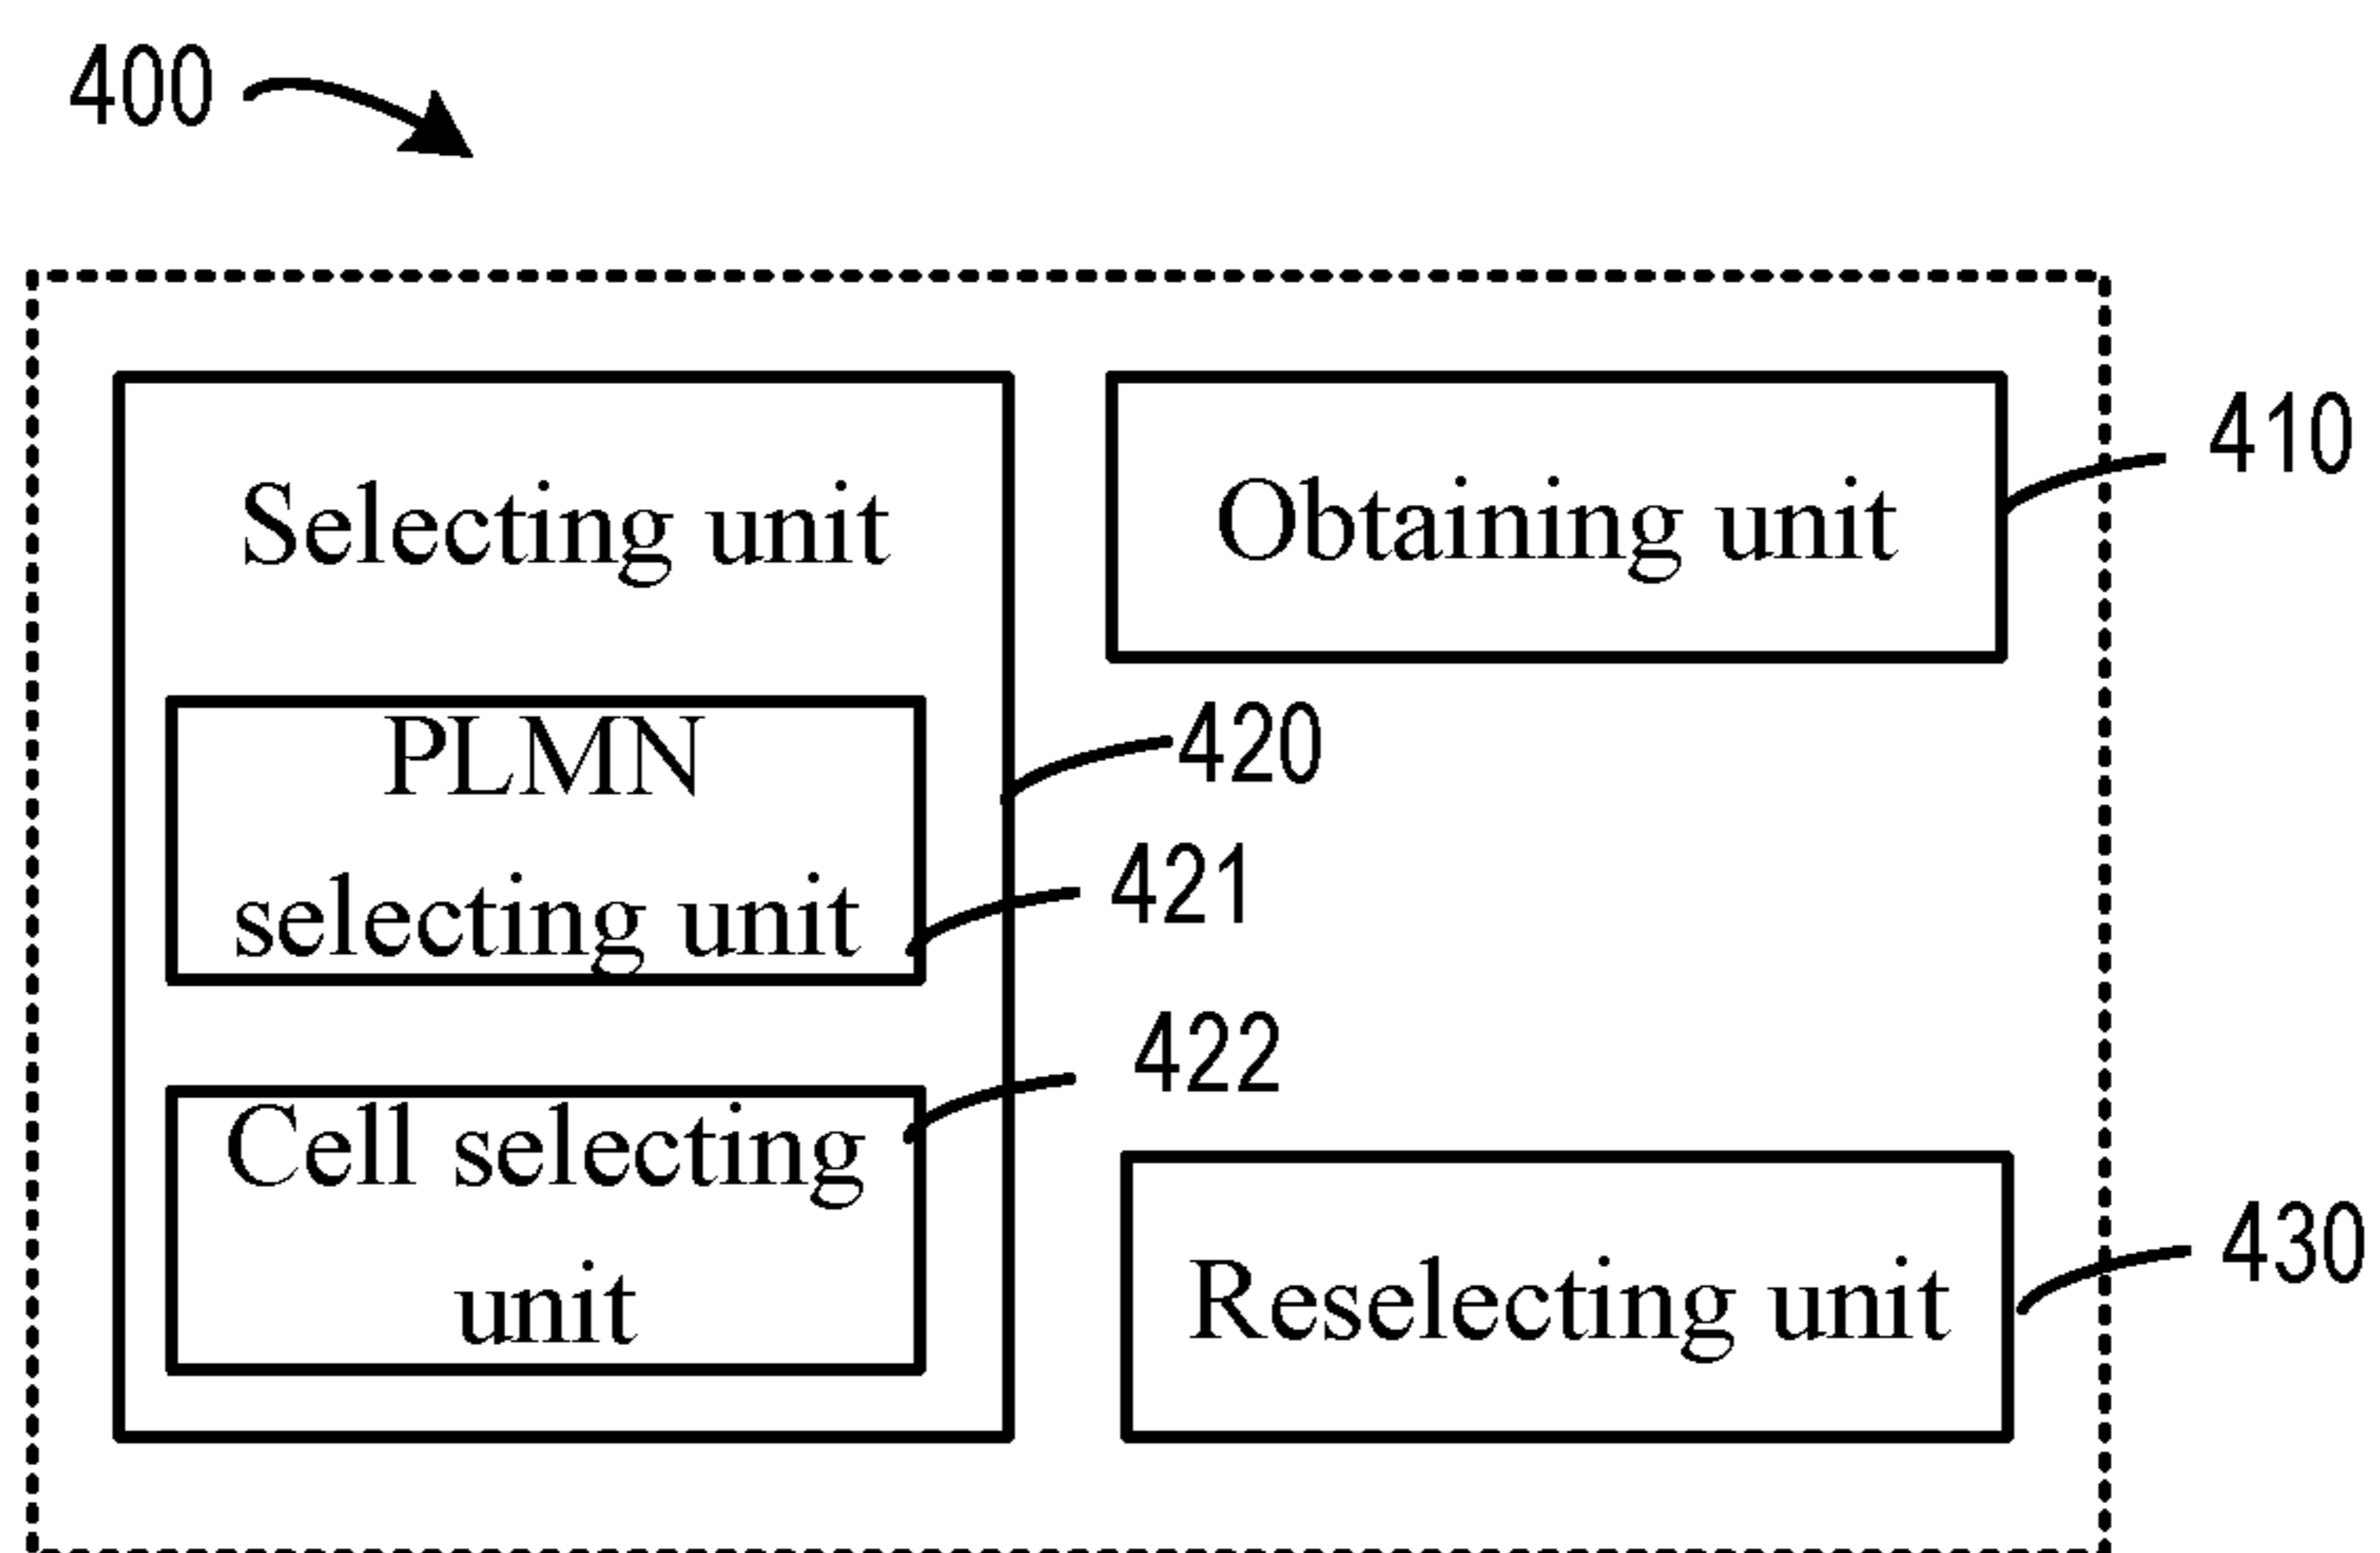 400
Selecting unit
Obtaining unit
410
PLMN
selecting unit
420
421
422
Cell selecting
unit
Reselecting unit
430